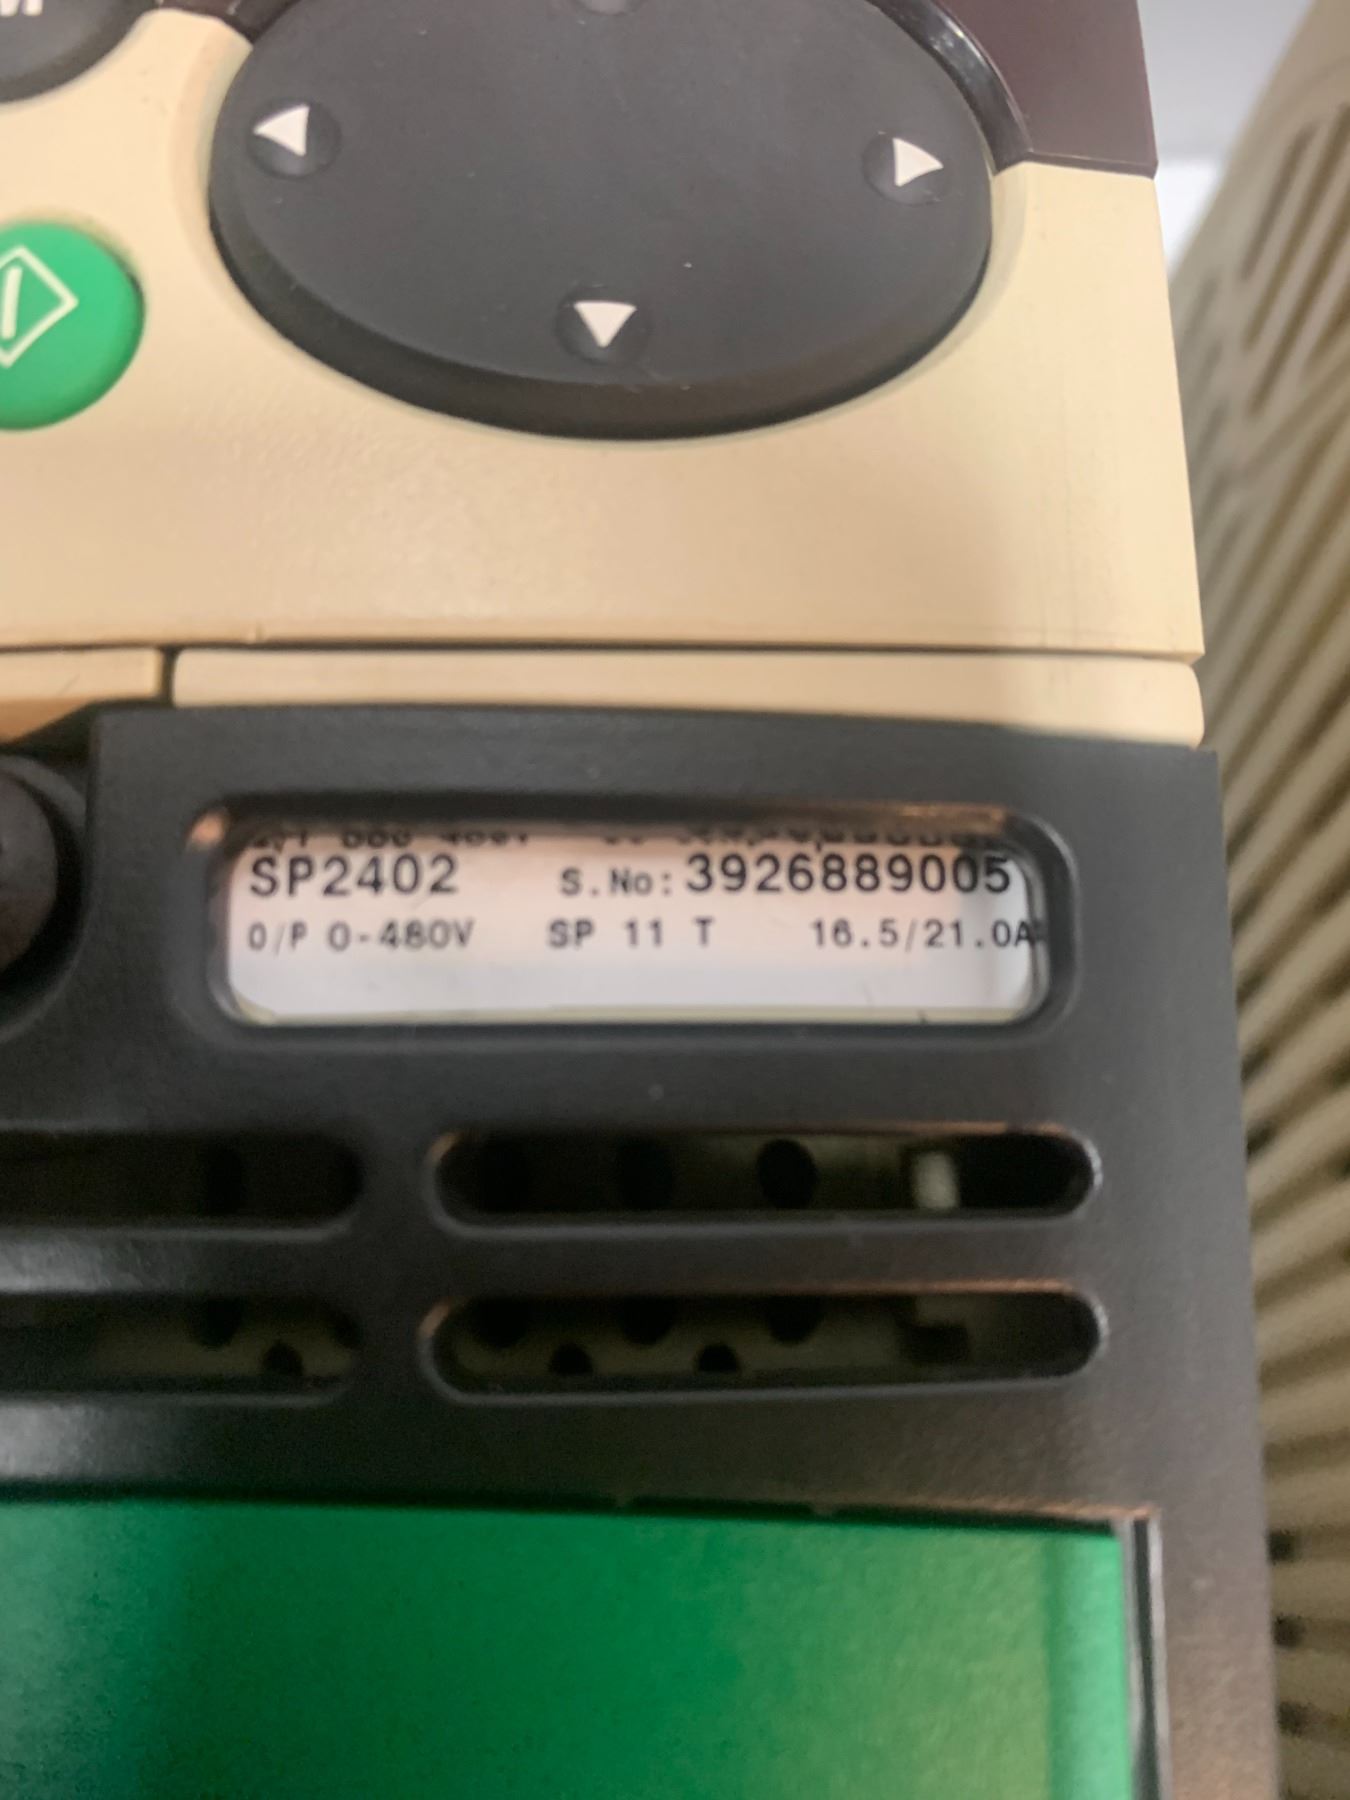 SP2402 S.No: 3926889005
O/P 0-480V SP 11 T 16.5/21.0A